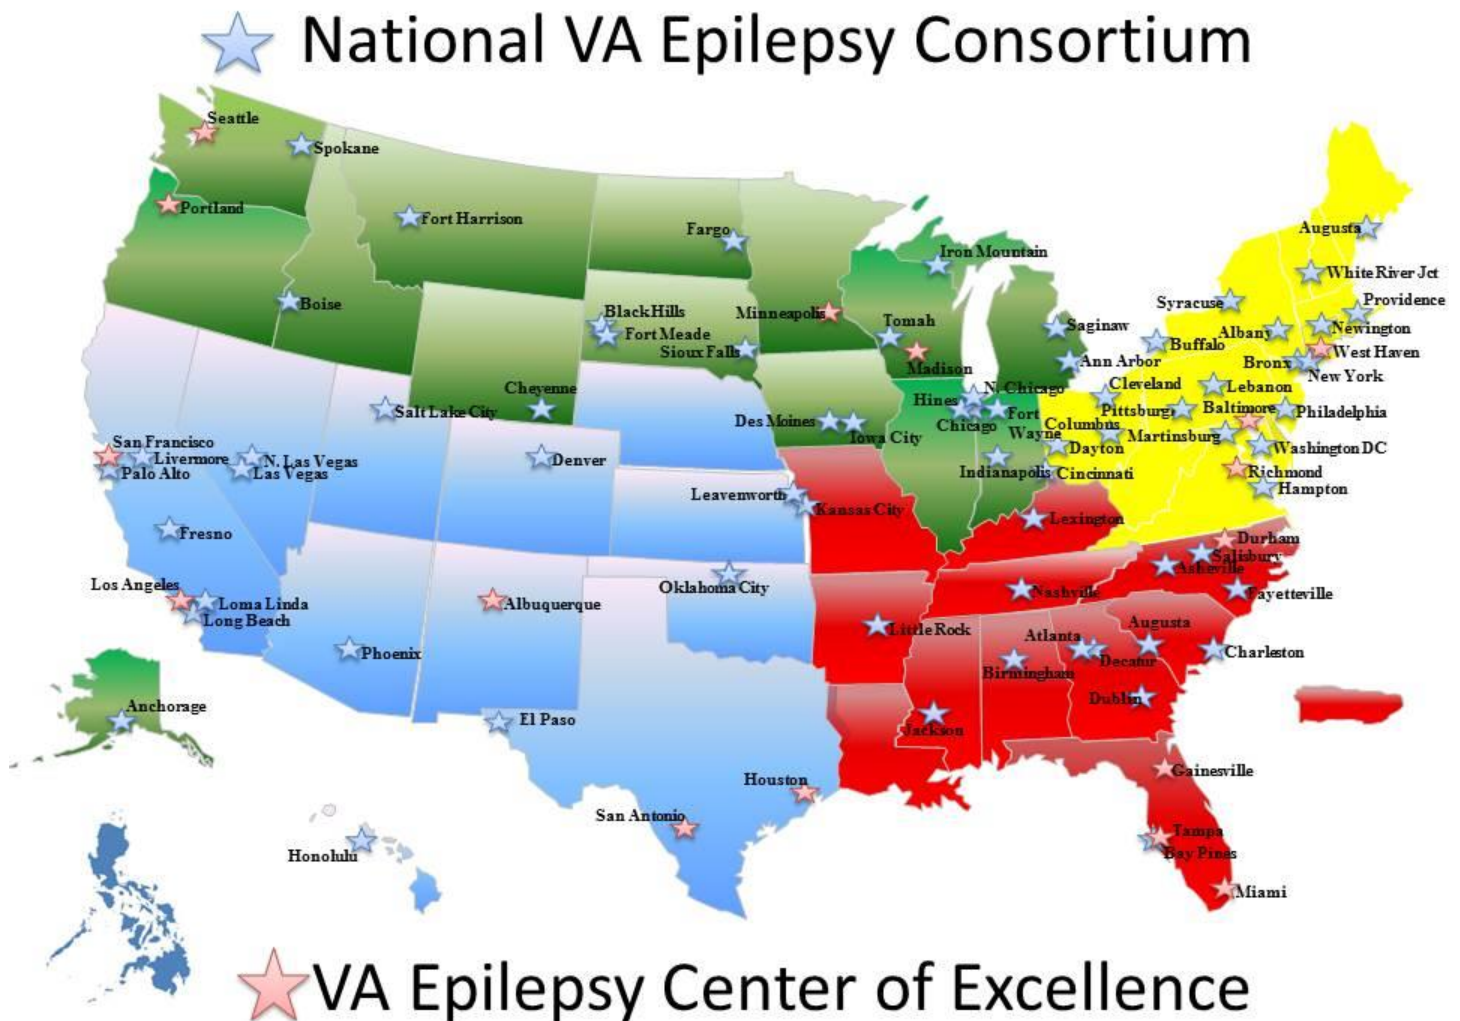 National VA Epilepsy Consortium
Seattle
Spokane
Portland
Fort Harrison
Fargo
Boise
Black Hills
Fort Meade
Sioux Falls
Minneapolis
Iron Mountain
Tomah
Madison
Saginaw
Ann Arbor
Augusta
White River Jct
Syracuse
Providence
Albany
Newington
Buffalo
West Haven
Bronx
New York
Cheyenne
Salt Lake City
Des Moines
Iowa City
Hines
N. Chicago
Chicago
Fort
Wayne
Cleveland
Lebanon
Pittsburg
Baltimore
Philadelphia
Columbus
Martinsburg
Dayton
Washington DC
Indianapolis
Cincinnati
Richmond
Hampton
San Francisco
Livermore
Palo Alto
N. Las Vegas
Las Vegas
Denver
Leavenworth
Kansas City
Lexington
Fresno
Durham
Salisbury
Asheville
Fayetteville
Los Angeles
Loma Linda
Long Beach
Albuquerque
Oklahoma City
Nashville
Little Rock
Phoenix
Atlanta
Augusta
Birmingham
Decatur
Charleston
Dublin
Anchorage
El Paso
Jackson
Houston
Gainesville
San Antonio
Tampa
Bay Pines
Honolulu
Miami
VA Epilepsy Center of Excellence